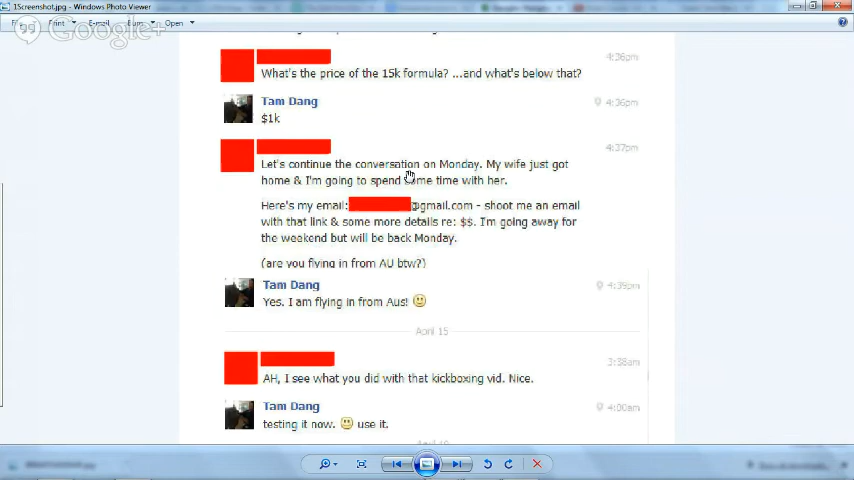 1Screenshot.jpg - Windows Photo Viewer
Print E-mail Burn Open
Google+
4:36pm
What's the price of the 15k formula? ...and what's below that?
Tam Dang 4:36pm
$1k
4:37pm
Let's continue the conversation on Monday. My wife just got
home & I'm going to spend some time with her.
Here's my email: @gmail.com - shoot me an email
with that link & some more details re: $$. I'm going away for
the weekend but will be back Monday.
(are you flying in from AU btw?)
Tam Dang 4:39pm
Yes. I am flying in from Aus!
April 15
3:38am
AH, I see what you did with that kickboxing vid. Nice.
Tam Dang 4:00am
testing it now. use it.